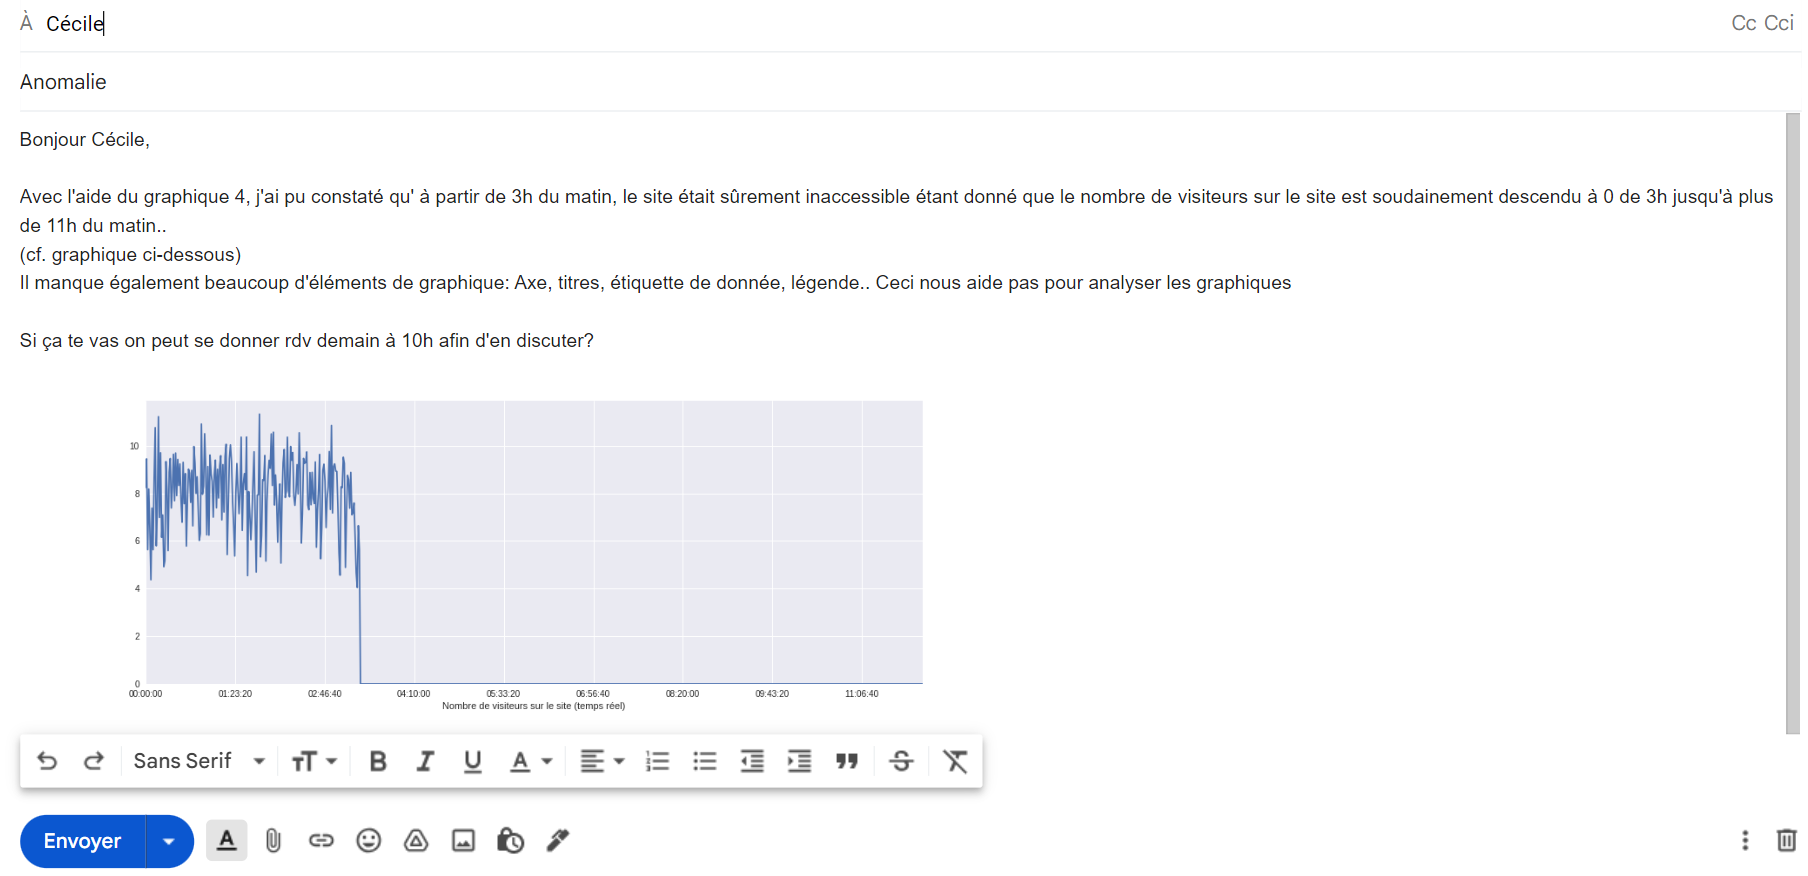 À Cécile Cc Cci
Anomalie
Bonjour Cécile,
Avec l'aide du graphique 4, j'ai pu constaté qu' à partir de 3h du matin, le site était sûrement inaccessible étant donné que le nombre de visiteurs sur le site est soudainement descendu à 0 de 3h jusqu'à plus
de 11h du matin..
(cf. graphique ci-dessous)
Il manque également beaucoup d'éléments de graphique: Axe, titres, étiquette de donnée, légende.. Ceci nous aide pas pour analyser les graphiques
Si ça te vas on peut se donner rdv demain à 10h afin d'en discuter?
10
8
6
4
2
0
00:00:00 01:23:20 02:46:40 04:10:00 05:33:20 06:56:40 08:20:00 09:43:20 11:06:40
Nombre de visiteurs sur le site (temps réel)
Sans Serif
Envoyer